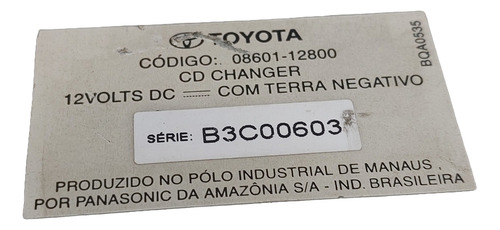 TOYOTA
CÓDIGO:. 08601-12800
CD CHANGER
12VOLTS DC COM TERRA NEGATIVO
SÉRIE: B3C00603
PRODUZIDO NO PÓLO INDUSTRIAL DE MANAUS
POR PANASONIC DA AMAZÔNIA S/A - IND. BRASILEIRA
BQA0535